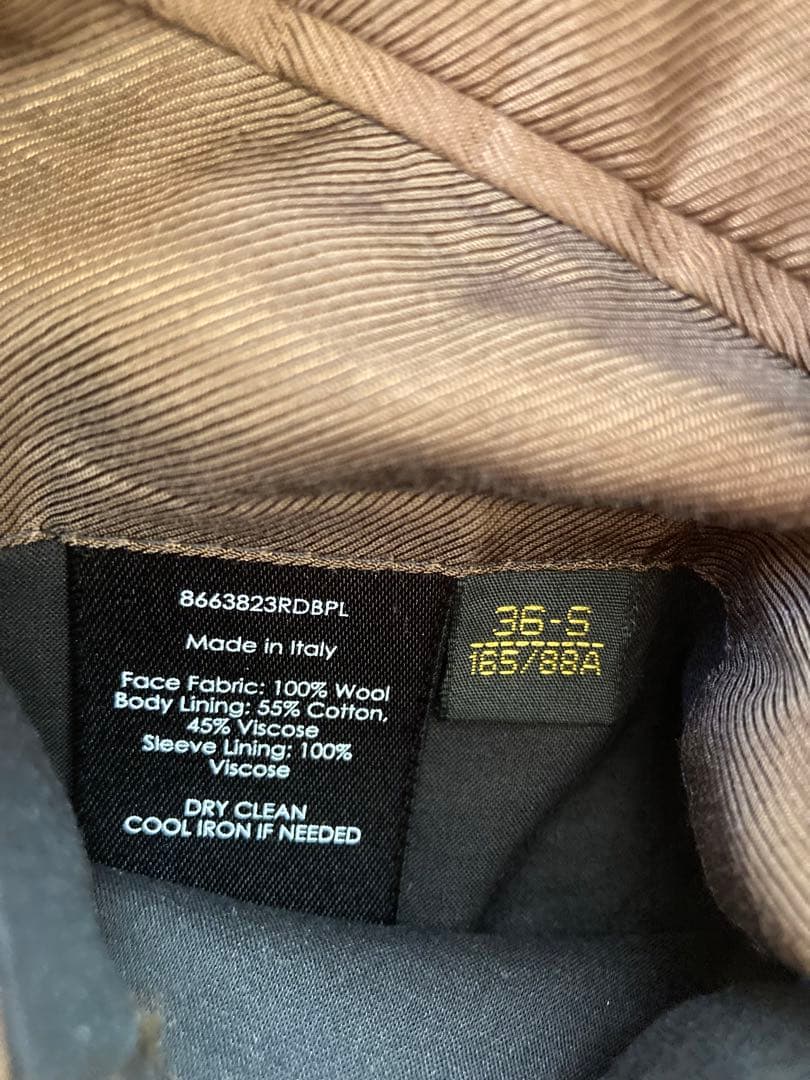 8663823RDBPL
Made in Italy
Face Fabric: 100% Wool
Body Lining: 55% Cotton,
45% Viscose
Sleeve Lining: 100%
Viscose
DRY CLEAN
COOL IRON IF NEEDED
36-S
165/88A